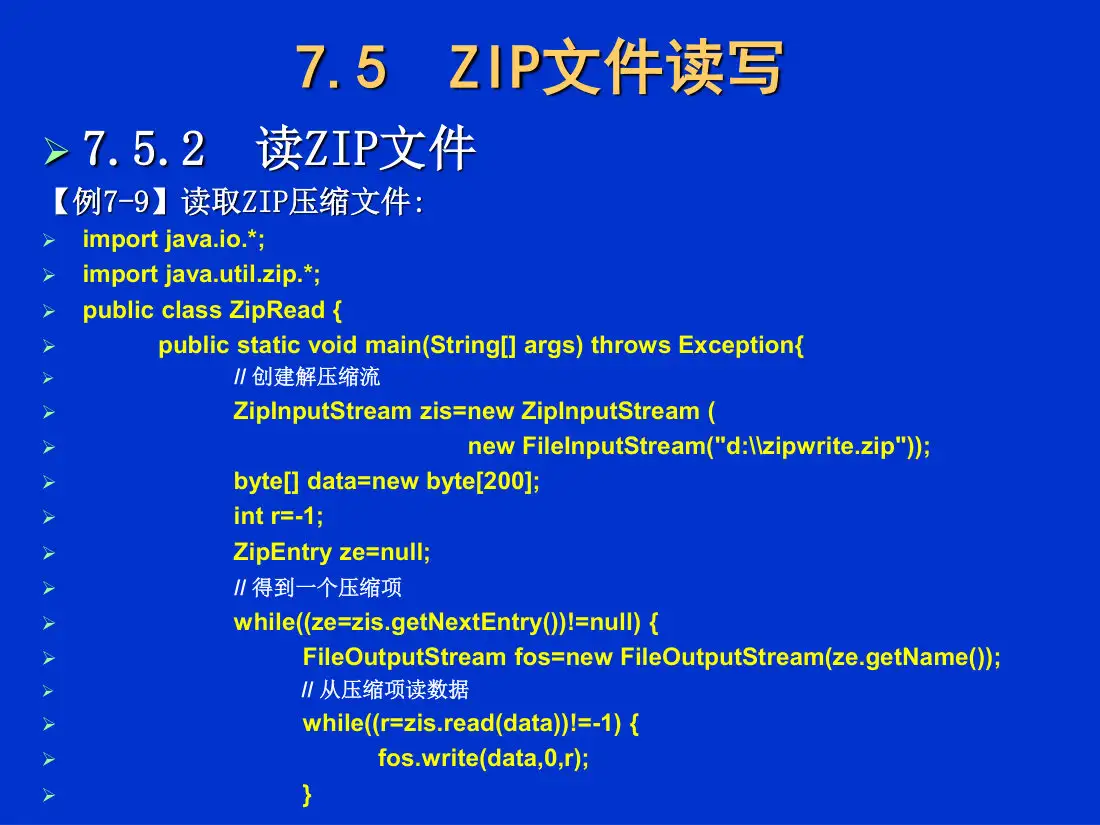 7.5 ZIP文件读写
7.5.2 读ZIP文件
【例7-9】读取ZIP压缩文件:
import java.io.*;
import java.util.zip.*;
public class ZipRead {
public static void main(String[] args) throws Exception{
// 创建解压缩流
ZipInputStream zis=new ZipInputStream (
new FileInputStream("d:\\zipwrite.zip"));
byte[] data=new byte[200];
int r=-1;
ZipEntry ze=null;
// 得到一个压缩项
while((ze=zis.getNextEntry())!=null) {
FileOutputStream fos=new FileOutputStream(ze.getName());
// 从压缩项读数据
while((r=zis.read(data))!=-1) {
fos.write(data,0,r);
}